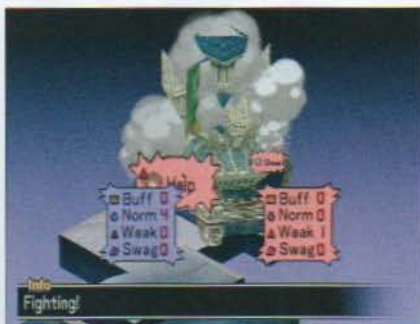 Help
Buff 0
Norm 4
Weak 0
Swag 0
Buff 0
Norm 0
Weak 1
Swag 0
Info
Fighting!